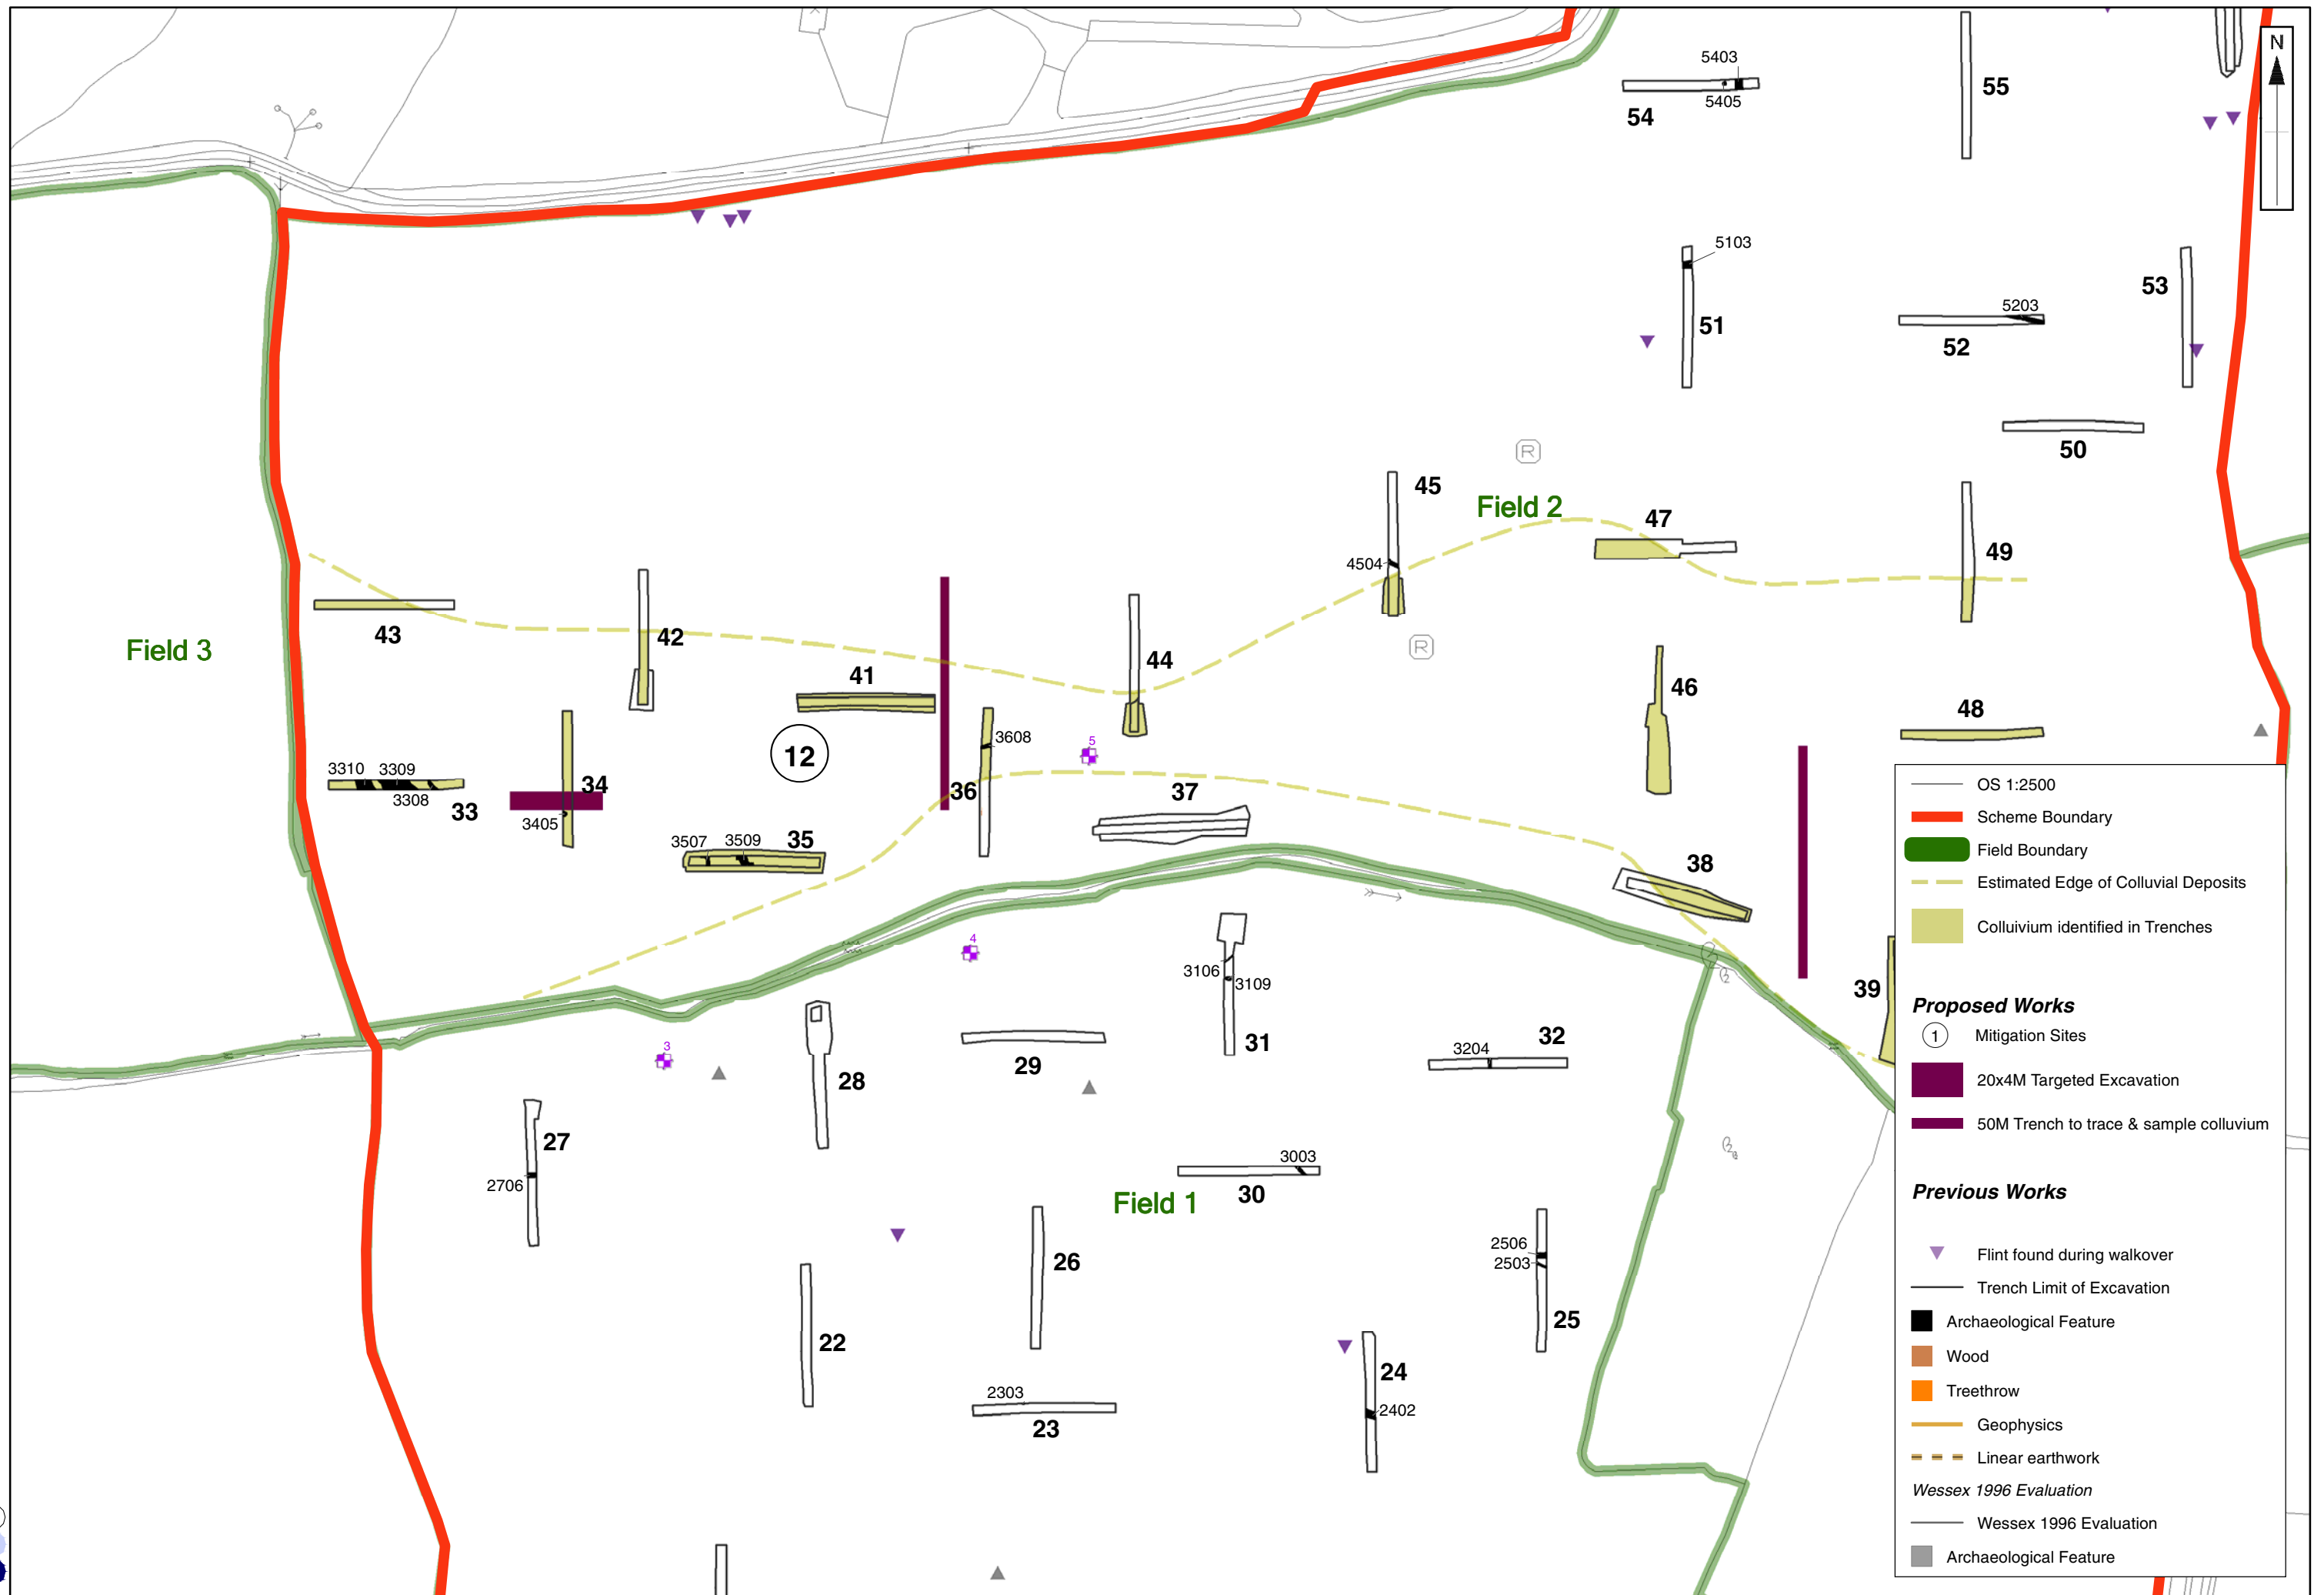 N
5403
5405
54
55
5103
51
53
5203
52
50
R
45
Field 2
47
4504
49
43
42
Field 3
R
44
41
46
48
12
3608
5
3310
3309
3308
33
34
3405
36
37
3507
3509
35
38
4
3106
3109
31
39
3
28
29
3204
32
27
2706
3003
30
Field 1
26
2506
2503
25
22
24
2402
2303
23
OS 1:2500
Scheme Boundary
Field Boundary
Estimated Edge of Colluvial Deposits
Colluivium identified in Trenches
Proposed Works
1 Mitigation Sites
20x4M Targeted Excavation
50M Trench to trace & sample colluvium
Previous Works
Flint found during walkover
Trench Limit of Excavation
Archaeological Feature
Wood
Treethrow
Geophysics
Linear earthwork
Wessex 1996 Evaluation
Wessex 1996 Evaluation
Archaeological Feature